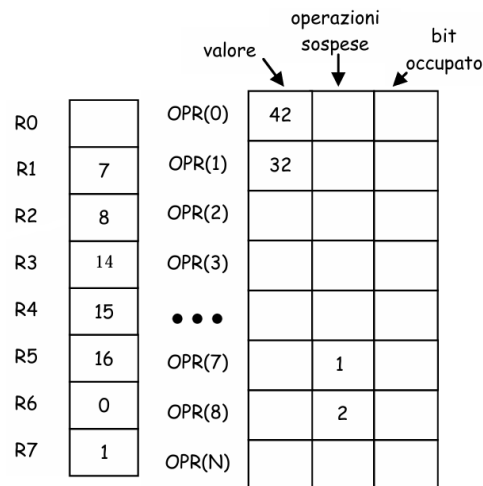 operazioni
sospese
valore
bit
occupato
R0 OPR(0) 42
R1 7 OPR(1) 32
R2 8 OPR(2)
R3 14 OPR(3)
R4 15 •••
R5 16 OPR(7) 1
R6 0 OPR(8) 2
R7 1 OPR(N)